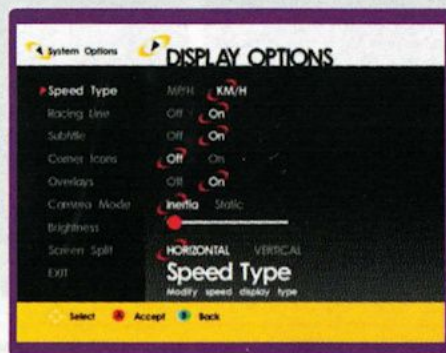 System Options
DISPLAY OPTIONS
Speed Type MPH KM/H
Racing Line Off On
Subtitle Off On
Corner Icons Off On
Overlays Off On
Camera Mode Inertia Static
Brightness
Screen Split HORIZONTAL VERTICAL
EXIT
Speed Type
Modify speed display type
Select A Accept B Back